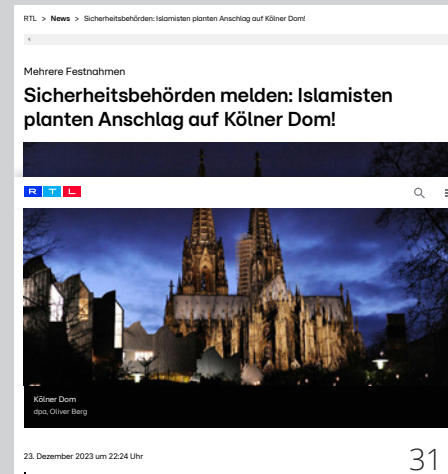 RTL > News > Sicherheitsbehörden: Islamisten planten Anschlag auf Kölner Dom!
Mehrere Festnahmen
Sicherheitsbehörden melden: Islamisten
planten Anschlag auf Kölner Dom!
RTL
Kölner Dom
dpa, Oliver Berg
23. Dezember 2023 um 22:24 Uhr
31